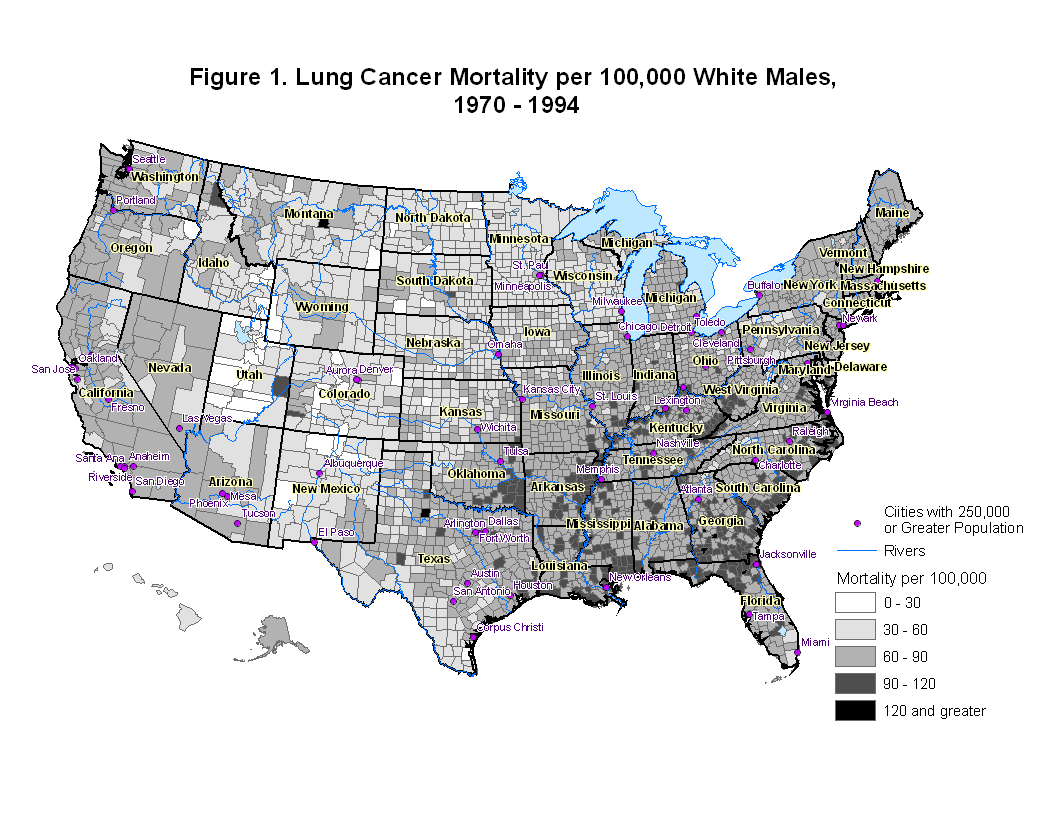 Figure 1. Lung Cancer Mortality per 100,000 White Males,
1970 - 1994
Seattle
Washington
Portland
Oregon
Idaho
Montana
North Dakota
Minnesota
Michigan
Maine
Vermont
New Hampshire
St. Paul
Minneapolis
Wisconsin
South Dakota
Wyoming
Milwaukee
Michigan
Buffalo
New York
Massachusetts
Connecticut
Newark
Chicago
Detroit
Toledo
Cleveland
Pennsylvania
New Jersey
Pittsburgh
Iowa
Nebraska
Omaha
Oakland
San Jose
California
Fresno
Nevada
Utah
Aurora
Denver
Colorado
Kansas City
Illinois
Indiana
Ohio
Maryland
Delaware
West Virginia
Virginia
Virginia Beach
Las Vegas
Kansas
Wichita
Missouri
St. Louis
Lexington
Kentucky
Nashville
Tennessee
Raleigh
North Carolina
Charlotte
Santa Ana
Anaheim
Riverside
San Diego
Arizona
Phoenix
Mesa
Tucson
Albuquerque
New Mexico
Tulsa
Oklahoma
Arkansas
Memphis
Atlanta
South Carolina
Georgia
El Paso
Arlington
Dallas
Fort Worth
Mississippi
Alabama
Texas
Louisiana
Jacksonville
Austin
San Antonio
Houston
New Orleans
Florida
Tampa
Corpus Christi
Miami
Ciities with 250,000
or Greater Population
Rivers
Mortality per 100,000
0 - 30
30 - 60
60 - 90
90 - 120
120 and greater